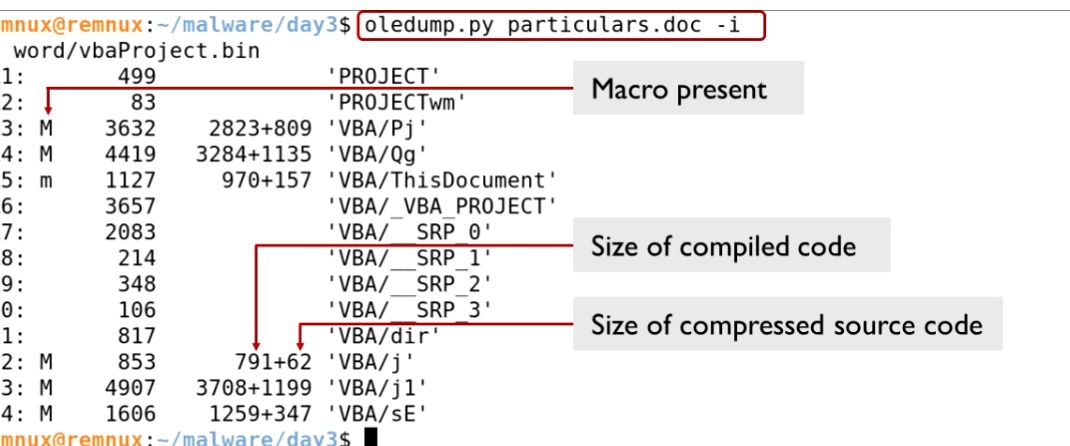 mnux@remnux:~/malware/day3$ oledump.py particulars.doc -i
word/vbaProject.bin
1: 499 'PROJECT'
2: 83 'PROJECTwm'
3: M 3632 2823+809 'VBA/Pj'
4: M 4419 3284+1135 'VBA/Qg'
5: m 1127 970+157 'VBA/ThisDocument'
6: 3657 'VBA/_VBA_PROJECT'
7: 2083 'VBA/__SRP_0'
8: 214 'VBA/__SRP_1'
9: 348 'VBA/__SRP_2'
0: 106 'VBA/__SRP_3'
1: 817 'VBA/dir'
2: M 853 791+62 'VBA/j'
3: M 4907 3708+1199 'VBA/j1'
4: M 1606 1259+347 'VBA/sE'
mnux@remnux:~/malware/day3$
Macro present
Size of compiled code
Size of compressed source code